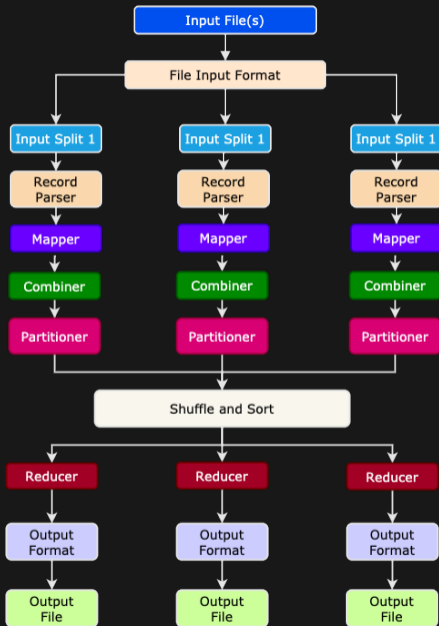 Input File(s)
File Input Format
Input Split 1
Input Split 1
Input Split 1
Record
Parser
Record
Parser
Record
Parser
Mapper
Mapper
Mapper
Combiner
Combiner
Combiner
Partitioner
Partitioner
Partitioner
Shuffle and Sort
Reducer
Reducer
Reducer
Output
Format
Output
Format
Output
Format
Output
File
Output
File
Output
File